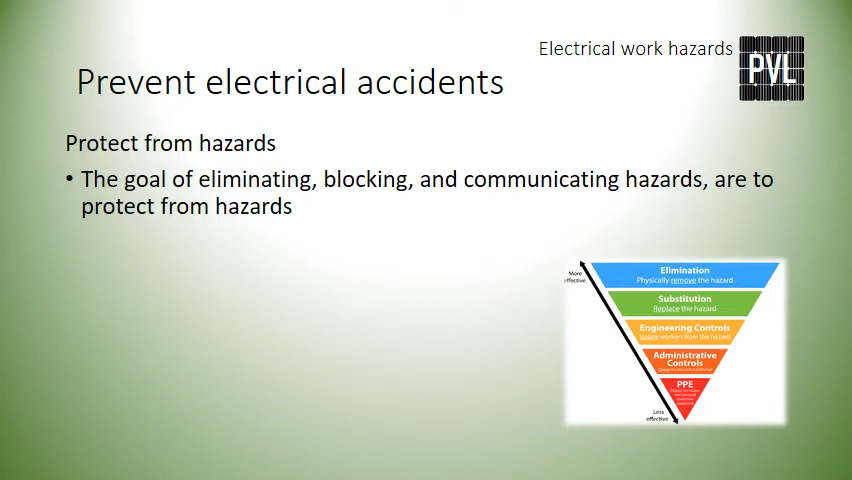 Electrical work hazards
PVL
Prevent electrical accidents
Protect from hazards
• The goal of eliminating, blocking, and communicating hazards, are to
protect from hazards
More
effective
Elimination
Physically remove the hazard
Substitution
Replace the hazard
Engineering Controls
Isolate workers from the hazard
Administrative
Controls
PPE
Less
effective